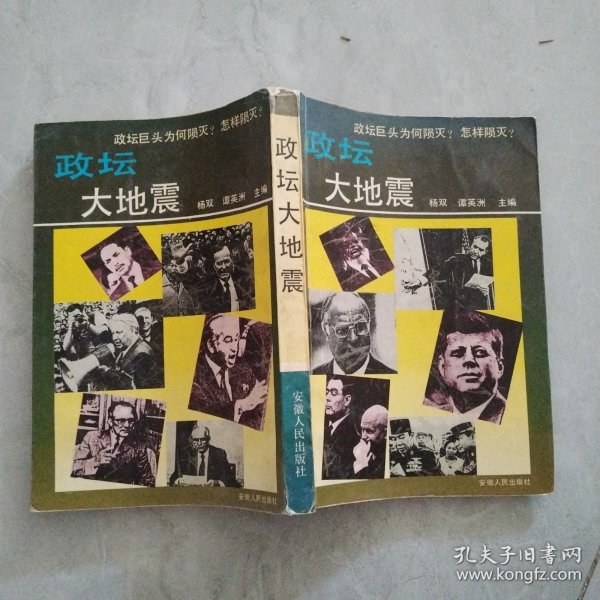 政坛巨头为何陨灭？怎样陨灭？
政坛
大地震
杨双 谭英洲 主编
安徽人民出版社
政坛大地震
安徽人民出版社
政坛巨头为何陨灭？怎样陨灭？
政坛
大地震
杨双 谭英洲 主编
安徽人民出版社
孔夫子旧书网
www.kongfz.com